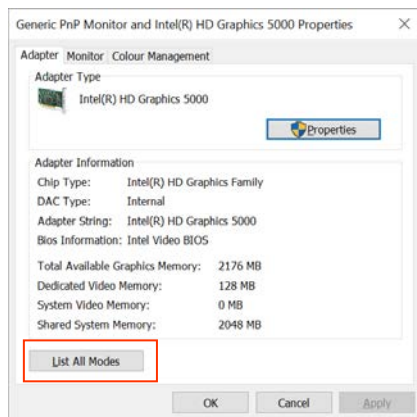 Generic PnP Monitor and Intel(R) HD Graphics 5000 Properties
Adapter Monitor Colour Management
Adapter Type
Intel(R) HD Graphics 5000
Properties
Adapter Information
Chip Type: Intel(R) HD Graphics Family
DAC Type: Internal
Adapter String: Intel(R) HD Graphics 5000
Bios Information: Intel Video BIOS
Total Available Graphics Memory: 2176 MB
Dedicated Video Memory: 128 MB
System Video Memory: 0 MB
Shared System Memory: 2048 MB
List All Modes
OK Cancel Apply